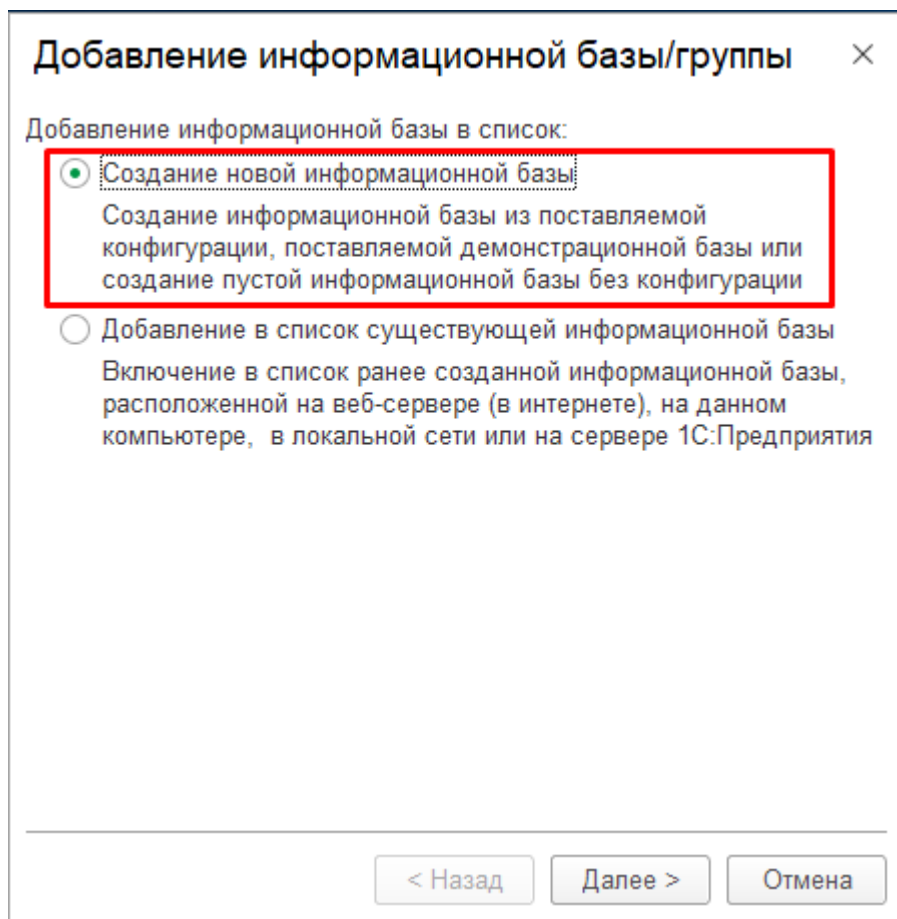 Добавление информационной базы/группы
Добавление информационной базы в список:
Создание новой информационной базы
Создание информационной базы из поставляемой
конфигурации, поставляемой демонстрационной базы или
создание пустой информационной базы без конфигурации
Добавление в список существующей информационной базы
Включение в список ранее созданной информационной базы,
расположенной на веб-сервере (в интернете), на данном
компьютере,  в локальной сети или на сервере 1С:Предприятия
< Назад
Далее >
Отмена